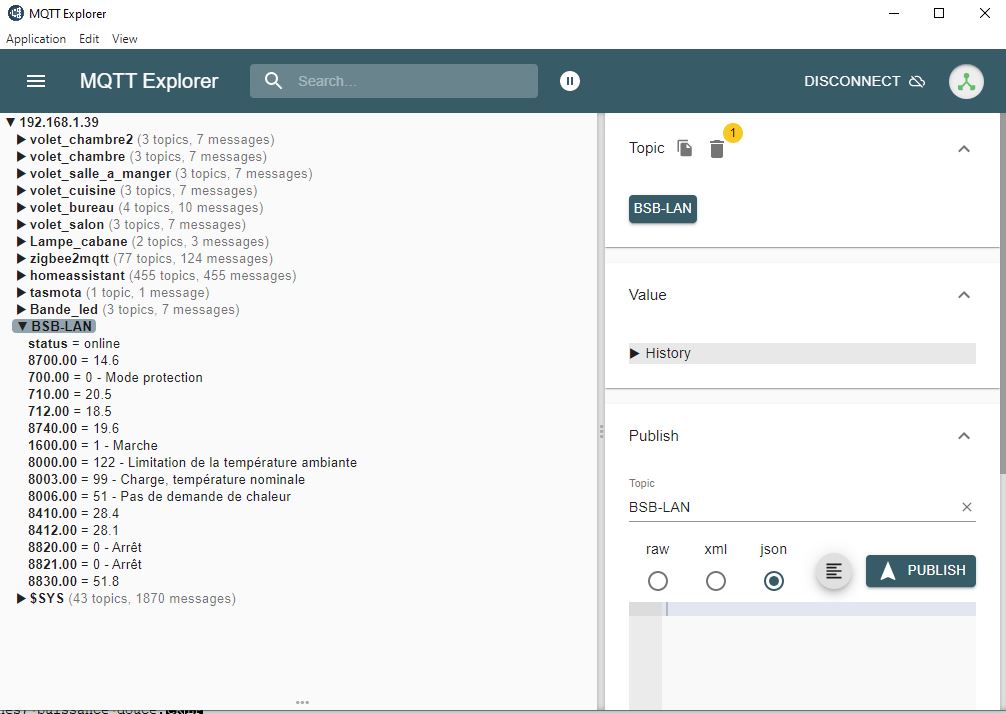 MQTT Explorer
Application Edit View
MQTT Explorer
Search...
DISCONNECT
▼ 192.168.1.39
▶ volet_chambre2 (3 topics, 7 messages)
▶ volet_chambre (3 topics, 7 messages)
▶ volet_salle_a_manger (3 topics, 7 messages)
▶ volet_cuisine (3 topics, 7 messages)
▶ volet_bureau (4 topics, 10 messages)
▶ volet_salon (3 topics, 7 messages)
▶ Lampe_cabane (2 topics, 3 messages)
▶ zigbee2mqtt (77 topics, 124 messages)
▶ homeassistant (455 topics, 455 messages)
▶ tasmota (1 topic, 1 message)
▶ Bande_led (3 topics, 7 messages)
▼ BSB-LAN
status = online
8700.00 = 14.6
700.00 = 0 - Mode protection
710.00 = 20.5
712.00 = 18.5
8740.00 = 19.6
1600.00 = 1 - Marche
8000.00 = 122 - Limitation de la température ambiante
8003.00 = 99 - Charge, température nominale
8006.00 = 51 - Pas de demande de chaleur
8410.00 = 28.4
8412.00 = 28.1
8820.00 = 0 - Arrêt
8821.00 = 0 - Arrêt
8830.00 = 51.8
▶ $SYS (43 topics, 1870 messages)
Topic 1
BSB-LAN
Value
▶ History
Publish
Topic
BSB-LAN
raw xml json
PUBLISH